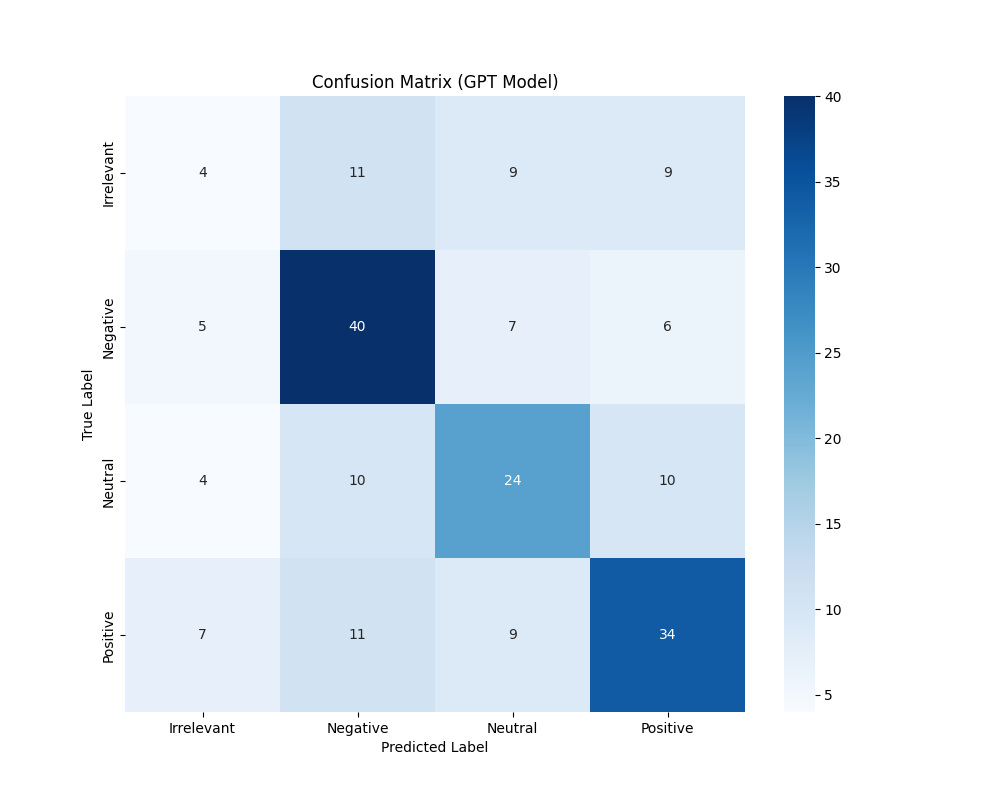 Confusion Matrix (GPT Model)
True Label
Irrelevant 4 11 9 9
Negative 5 40 7 6
Neutral 4 10 24 10
Positive 7 11 9 34
Irrelevant Negative Neutral Positive
Predicted Label
40
35
30
25
20
15
10
5